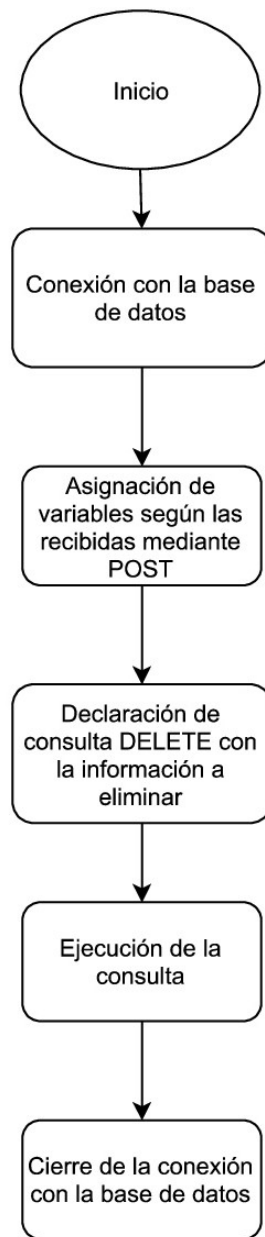 Inicio
Conexión con la base
de datos
Asignación de
variables según las
recibidas mediante
POST
Declaración de
consulta DELETE con
la información a
eliminar
Ejecución de la
consulta
Cierre de la conexión
con la base de datos